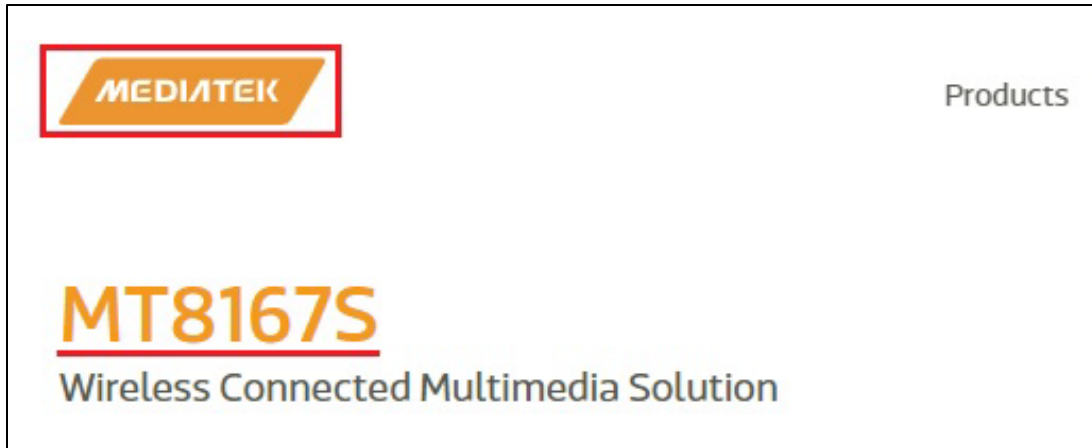 MEDIATEK
Products
MT8167S
Wireless Connected Multimedia Solution